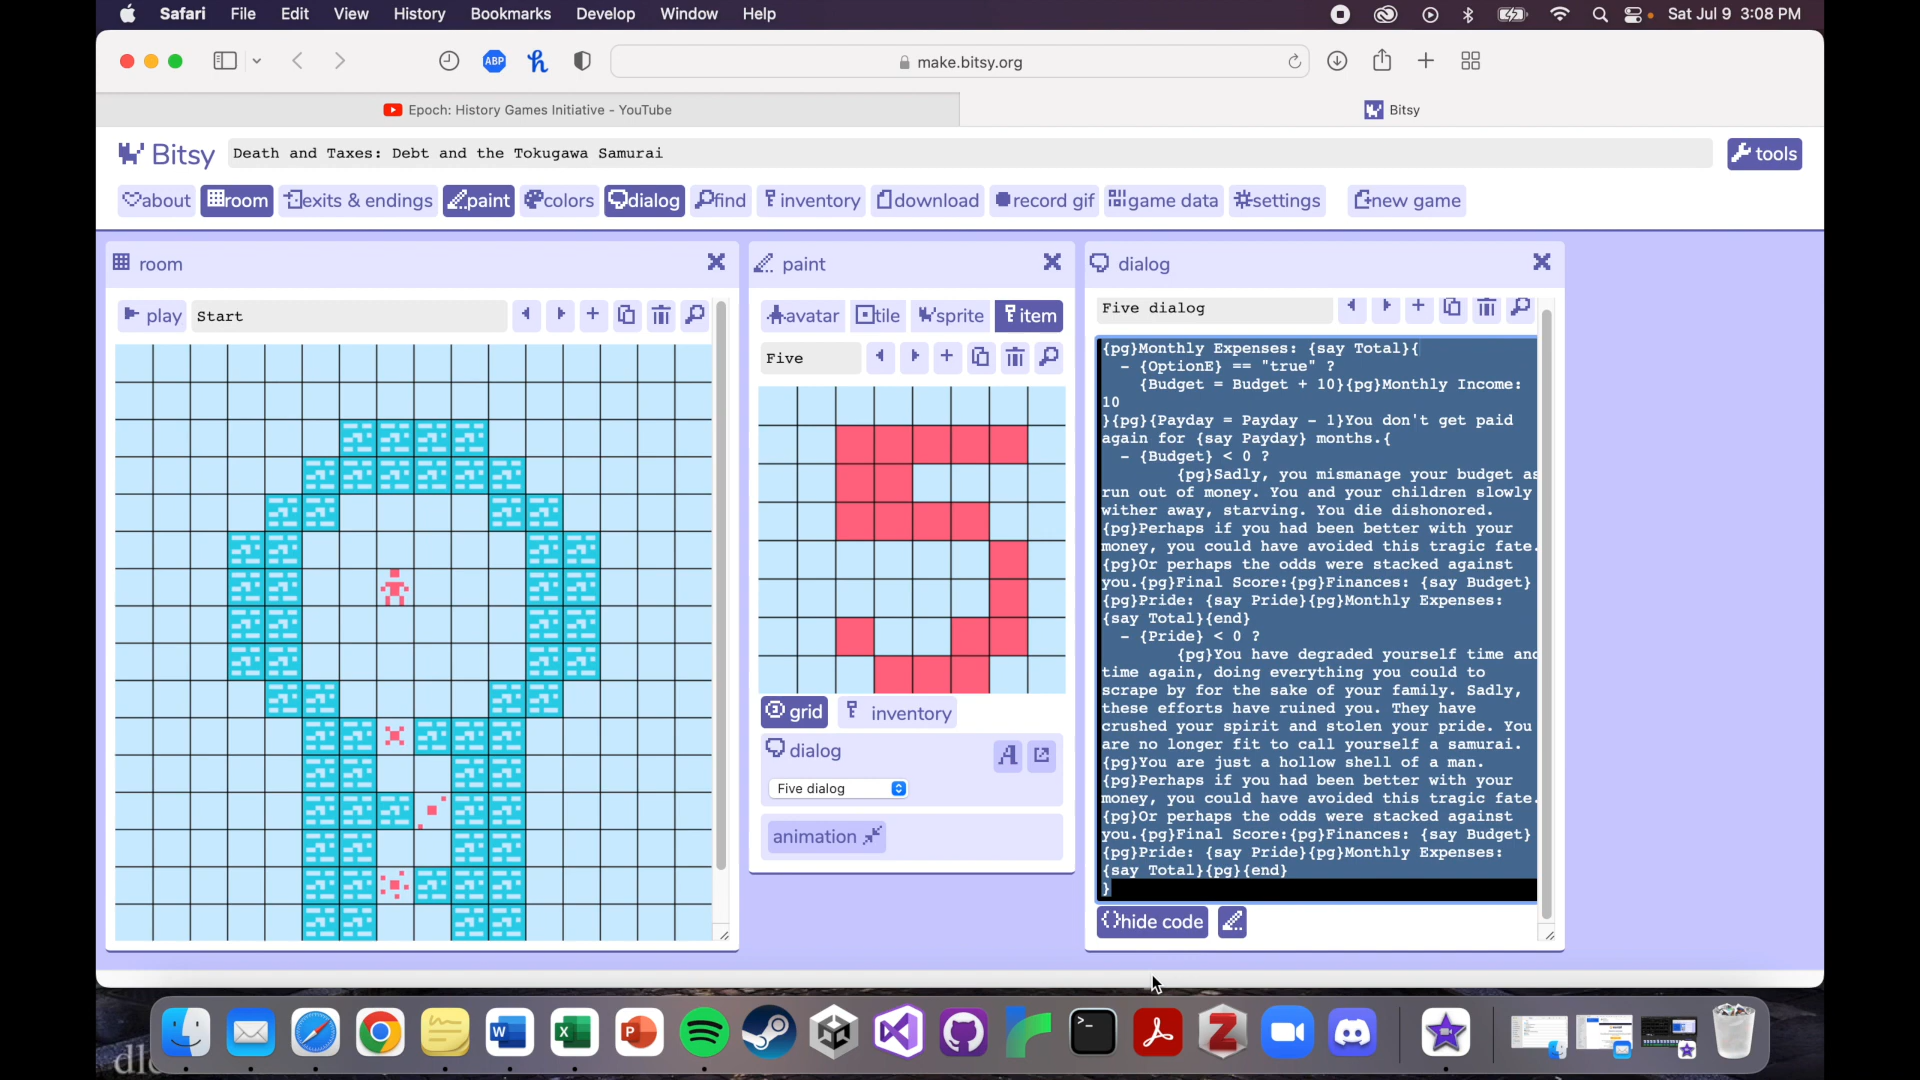 Safari File Edit View History Bookmarks Develop Window Help Sat Jul 9 3:08 PM
ABP make.bitsy.org
Epoch: History Games Initiative - YouTube Bitsy
Bitsy Death and Taxes: Debt and the Tokugawa Samurai tools
about room exits & endings paint colors dialog find inventory download record gif game data settings new game
room
play Start
paint
avatar tile sprite item
Five
grid inventory
dialog
Five dialog
animation
dialog
Five dialog
{pg}Monthly Expenses: {say Total}{
- {OptionE} == "true" ?
{Budget = Budget + 10}{pg}Monthly Income:
10
}{pg}{Payday = Payday - 1}You don't get paid
again for {say Payday} months.{
- {Budget} < 0 ?
{pg}Sadly, you mismanage your budget as
run out of money. You and your children slowly
wither away, starving. You die dishonored.
{pg}Perhaps if you had been better with your
money, you could have avoided this tragic fate.
{pg}Or perhaps the odds were stacked against
you.{pg}Final Score:{pg}Finances: {say Budget}
{pg}Pride: {say Pride}{pg}Monthly Expenses:
{say Total}{end}
- {Pride} < 0 ?
{pg}You have degraded yourself time and
time again, doing everything you could to
scrape by for the sake of your family. Sadly,
these efforts have ruined you. They have
crushed your spirit and stolen your pride. You
are no longer fit to call yourself a samurai.
{pg}You are just a hollow shell of a man.
{pg}Perhaps if you had been better with your
money, you could have avoided this tragic fate.
{pg}Or perhaps the odds were stacked against
you.{pg}Final Score:{pg}Finances: {say Budget}
{pg}Pride: {say Pride}{pg}Monthly Expenses:
{say Total}{pg}{end}
}
hide code